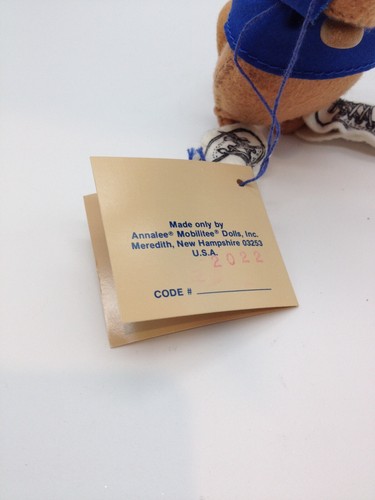 Made only by
Annalee® Mobilitee® Dolls, Inc.
Meredith, New Hampshire 03253
U.S.A.
2022
CODE #